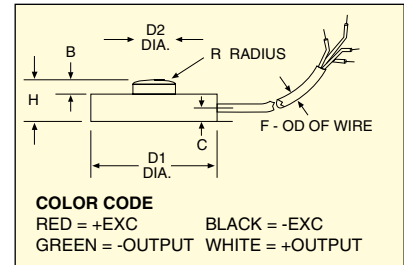 D2
DIA.
B
R RADIUS
H
C
F - OD OF WIRE
D1
DIA.
COLOR CODE
RED = +EXC BLACK = -EXC
GREEN = -OUTPUT WHITE = +OUTPUT